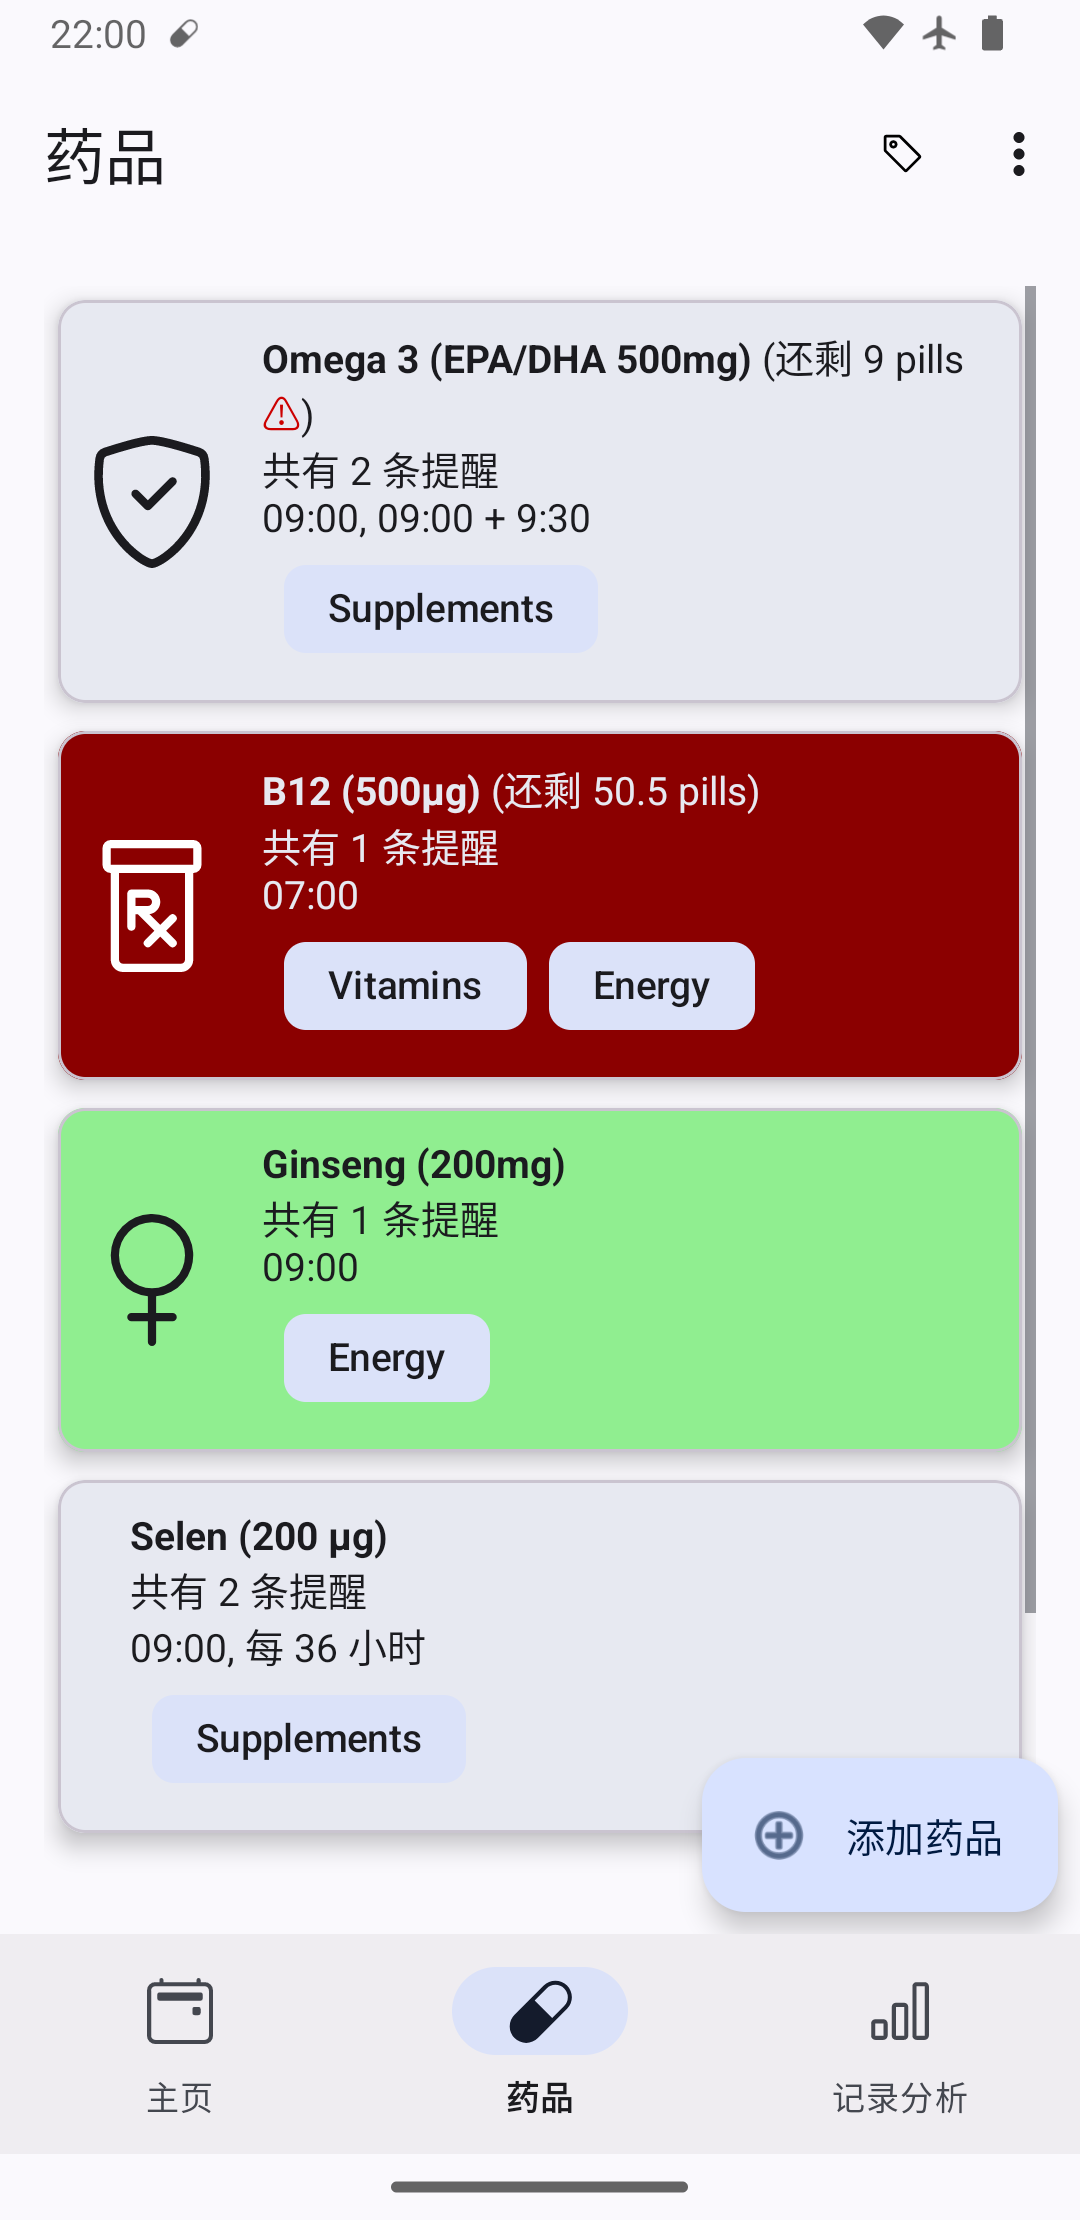 22:00
药品
Omega 3 (EPA/DHA 500mg) (还剩 9 pills
)
共有 2 条提醒
09:00, 09:00 + 9:30
Supplements
B12 (500µg) (还剩 50.5 pills)
共有 1 条提醒
07:00
Vitamins Energy
Ginseng (200mg)
共有 1 条提醒
09:00
Energy
Selen (200 µg)
共有 2 条提醒
09:00, 每 36 小时
Supplements
添加药品
主页 药品 记录分析